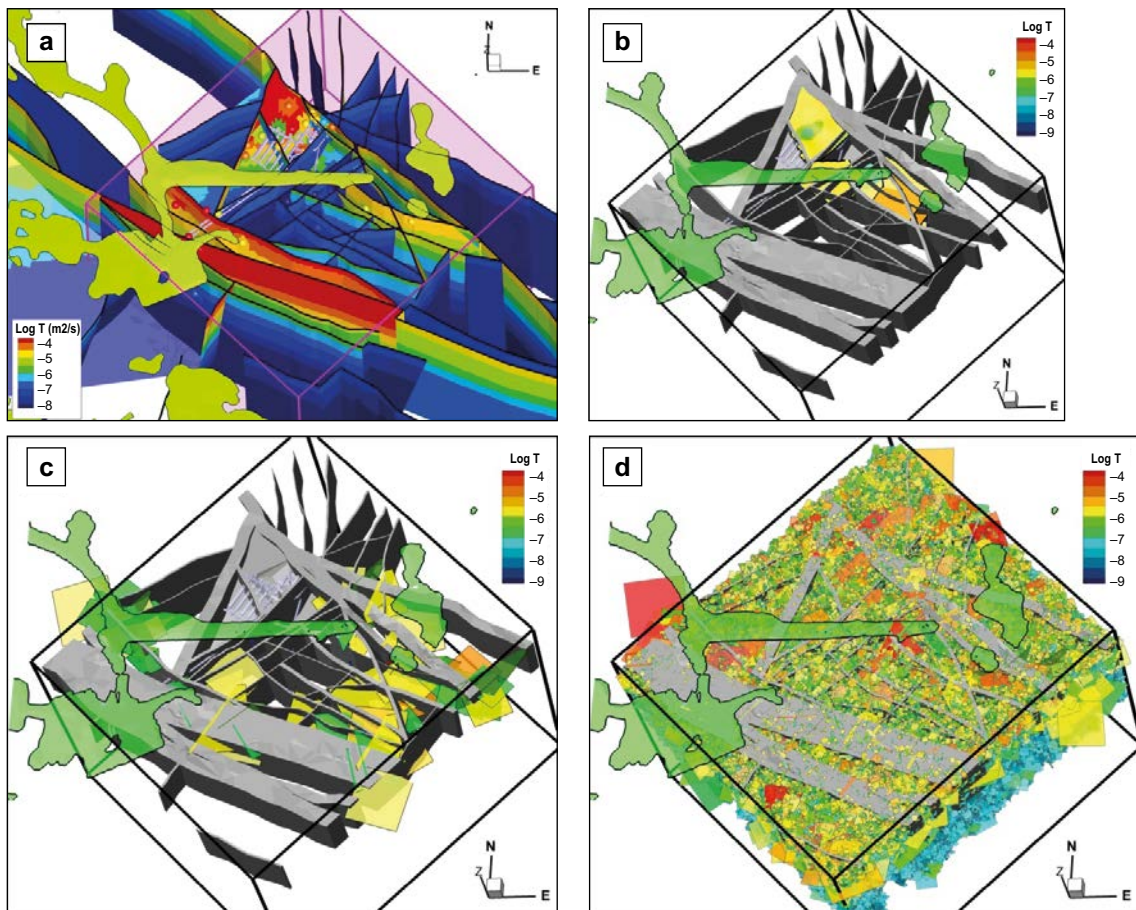 a
N
Z
E
Log T (m2/s)
–4
–5
–6
–7
–8
b
Log T
–4
–5
–6
–7
–8
–9
N
Z
E
c
Log T
–4
–5
–6
–7
–8
–9
N
Z
E
d
Log T
–4
–5
–6
–7
–8
–9
N
Z
E